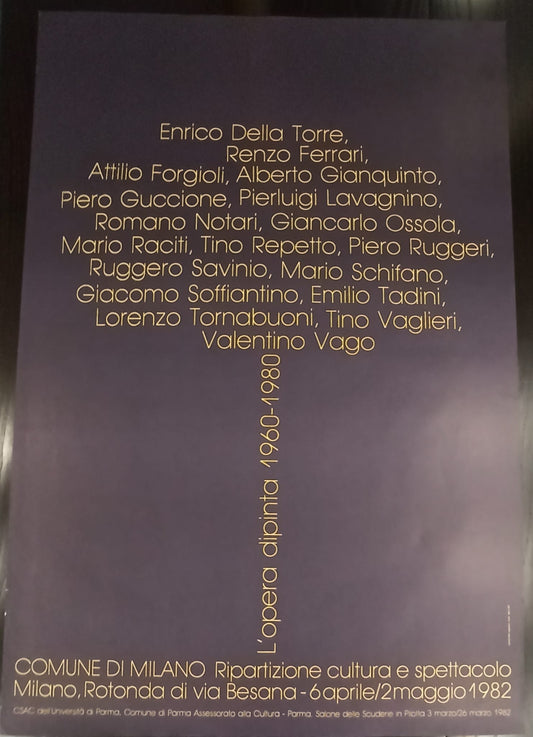 Enrico Della Torre,
Renzo Ferrari,
Attilio Forgioli, Alberto Gianquinto,
Piero Guccione, Pierluigi Lavagnino,
Romano Notari, Giancarlo Ossola,
Mario Raciti, Tino Repetto, Piero Ruggeri,
Ruggero Savinio, Mario Schifano,
Giacomo Soffiantino, Emilio Tadini,
Lorenzo Tornabuoni, Tino Vaglieri,
Valentino Vago
L'opera dipinta 1960-1980
COMUNE DI MILANO Ripartizione cultura e spettacolo
Milano, Rotonda di via Besana - 6 aprile/2 maggio 1982
CSAC dell'Università di Parma, Comune di Parma Assessorato alla Cultura - Parma, Salone delle Scuderie in Pilotta 3 marzo/26 marzo 1982